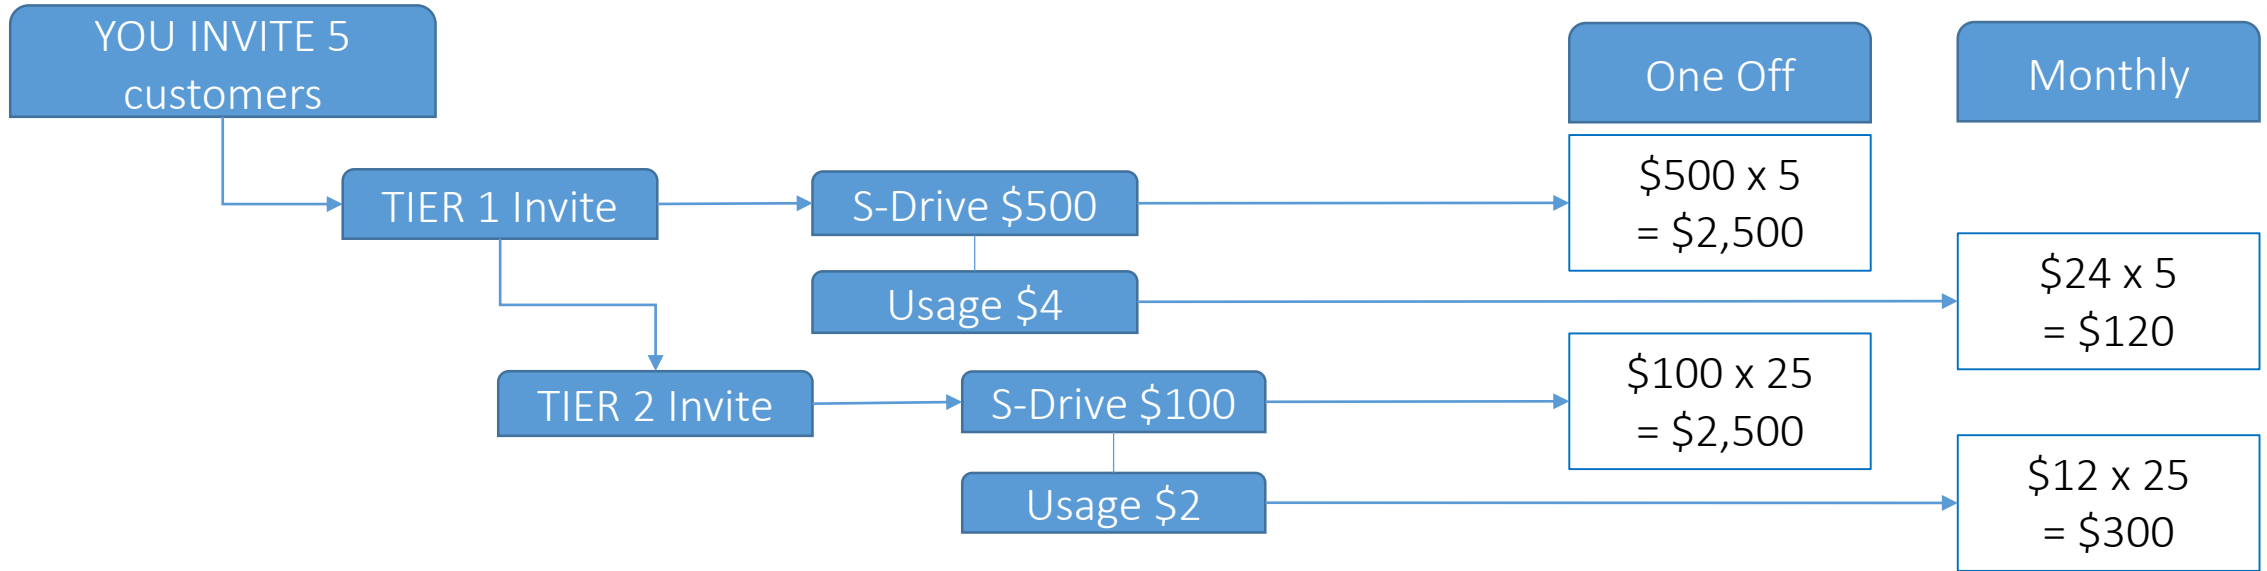 YOU INVITE 5
customers
One Off
Monthly
TIER 1 Invite
S-Drive $500
$500 x 5
= $2,500
Usage $4
$24 x 5
= $120
TIER 2 Invite
S-Drive $100
$100 x 25
= $2,500
Usage $2
$12 x 25
= $300